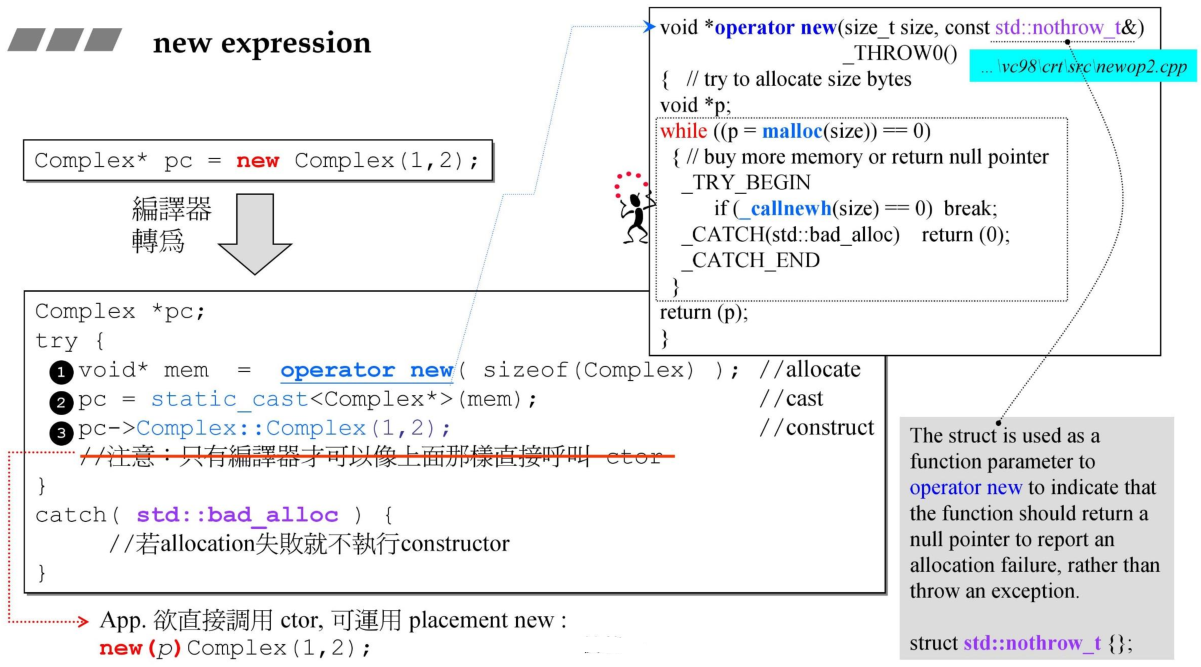 new expression
Complex* pc = new Complex(1,2);
編譯器
轉為
Complex *pc;
try {
❶ void* mem = operator new( sizeof(Complex) ); //allocate
❷ pc = static_cast<Complex*>(mem); //cast
❸ pc->Complex::Complex(1,2); //construct
//注意：只有編譯器才可以像上面那樣直接呼叫 ctor
}
catch( std::bad_alloc ) {
//若allocation失敗就不執行constructor
}
App. 欲直接調用 ctor, 可運用 placement new :
new(p)Complex(1,2);
void *operator new(size_t size, const std::nothrow_t&)
_THROW0()
...\vc98\crt\src\newop2.cpp
{ // try to allocate size bytes
void *p;
while ((p = malloc(size)) == 0)
{ // buy more memory or return null pointer
_TRY_BEGIN
if (_callnewh(size) == 0) break;
_CATCH(std::bad_alloc) return (0);
_CATCH_END
}
return (p);
}
The struct is used as a
function parameter to
operator new to indicate that
the function should return a
null pointer to report an
allocation failure, rather than
throw an exception.
struct std::nothrow_t {};